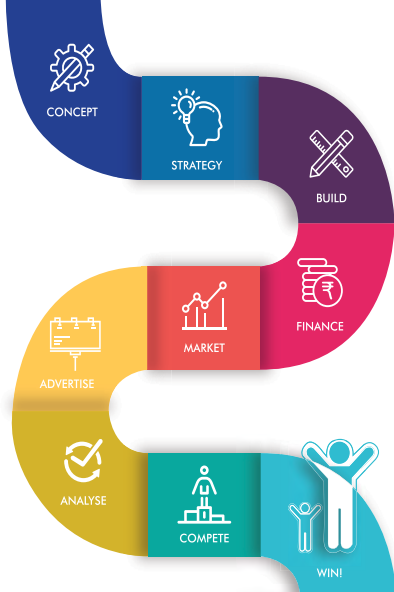 CONCEPT
STRATEGY
BUILD
FINANCE
₹
MARKET
ADVERTISE
ANALYSE
COMPETE
WIN!